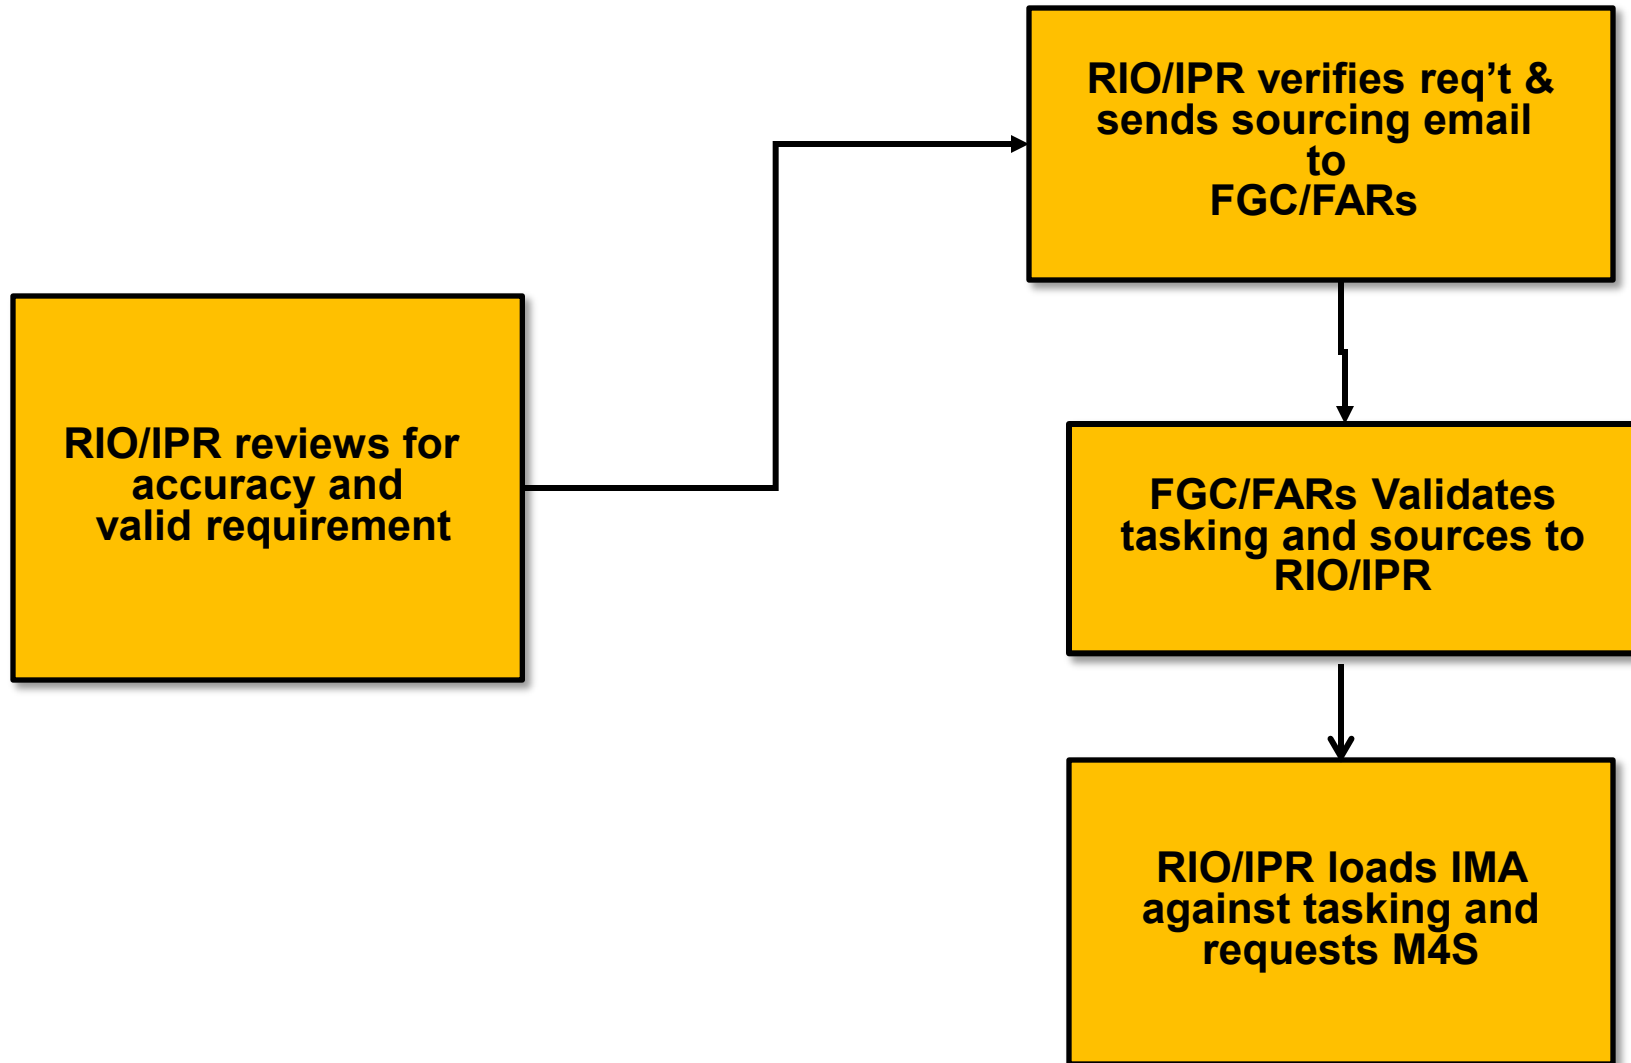 RIO/IPR reviews for
accuracy and
valid requirement
RIO/IPR verifies req’t &
sends sourcing email
to
FGC/FARs
FGC/FARs Validates
tasking and sources to
RIO/IPR
RIO/IPR loads IMA
against tasking and
requests M4S